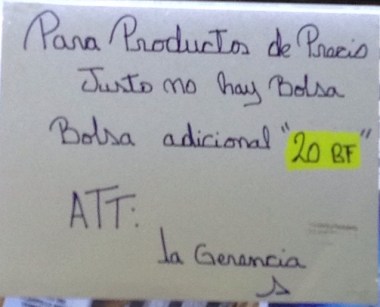 Para Productos de Precio
Justo no hay Bolsa
Bolsa adicional "20 BF"
ATT:
la Gerencia